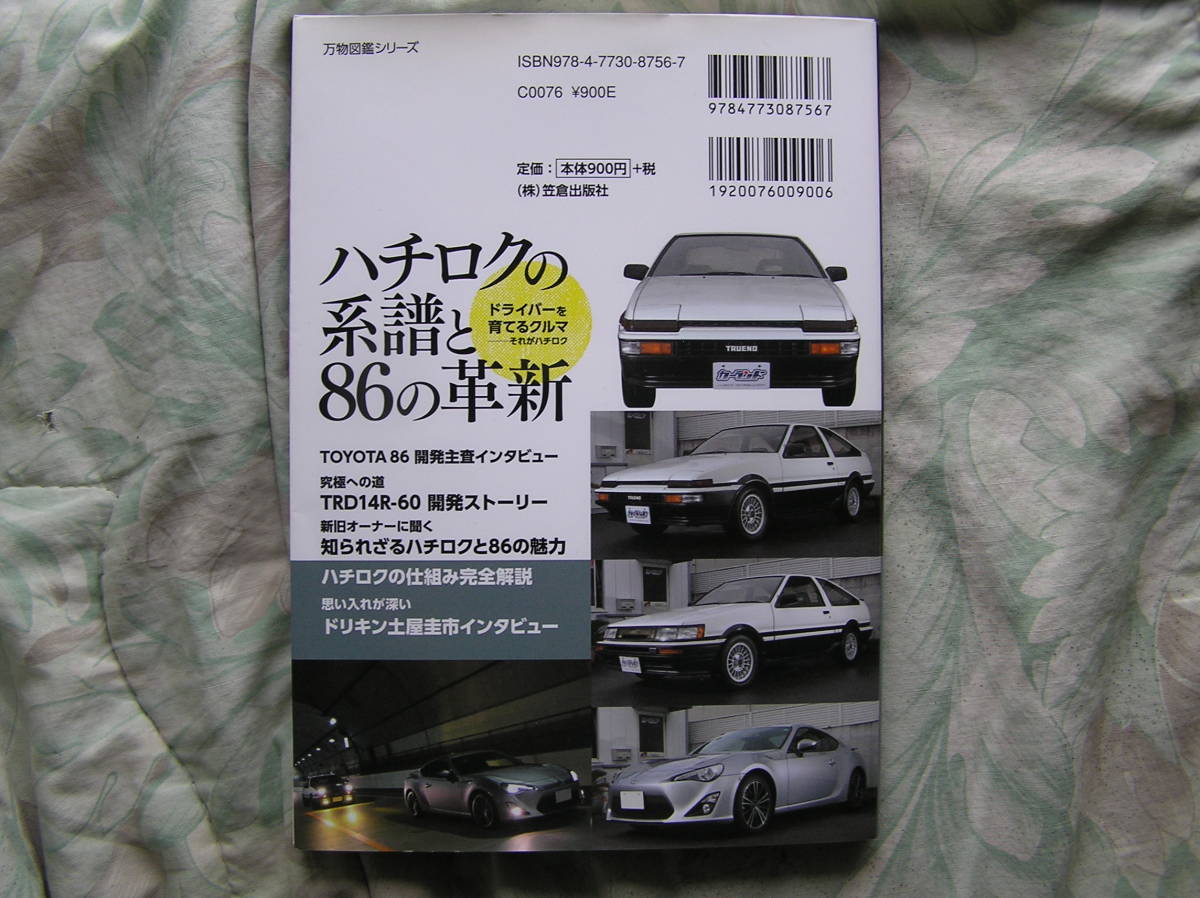 万物図鑑シリーズ
ISBN978-4-7730-8756-7
C0076 ¥900E
9784773087567
定価：本体900円+税
(株)笠倉出版社
1920076009006
ハチロクの
系譜と
86の革新
ドライバーを
育てるクルマ
——それがハチロク
TOYOTA 86 開発主査インタビュー
究極への道
TRD14R-60 開発ストーリー
新旧オーナーに聞く
知られざるハチロクと86の魅力
ハチロクの仕組み完全解説
思い入れが深い
ドリキン土屋圭市インタビュー
TRUENO
TRUENO